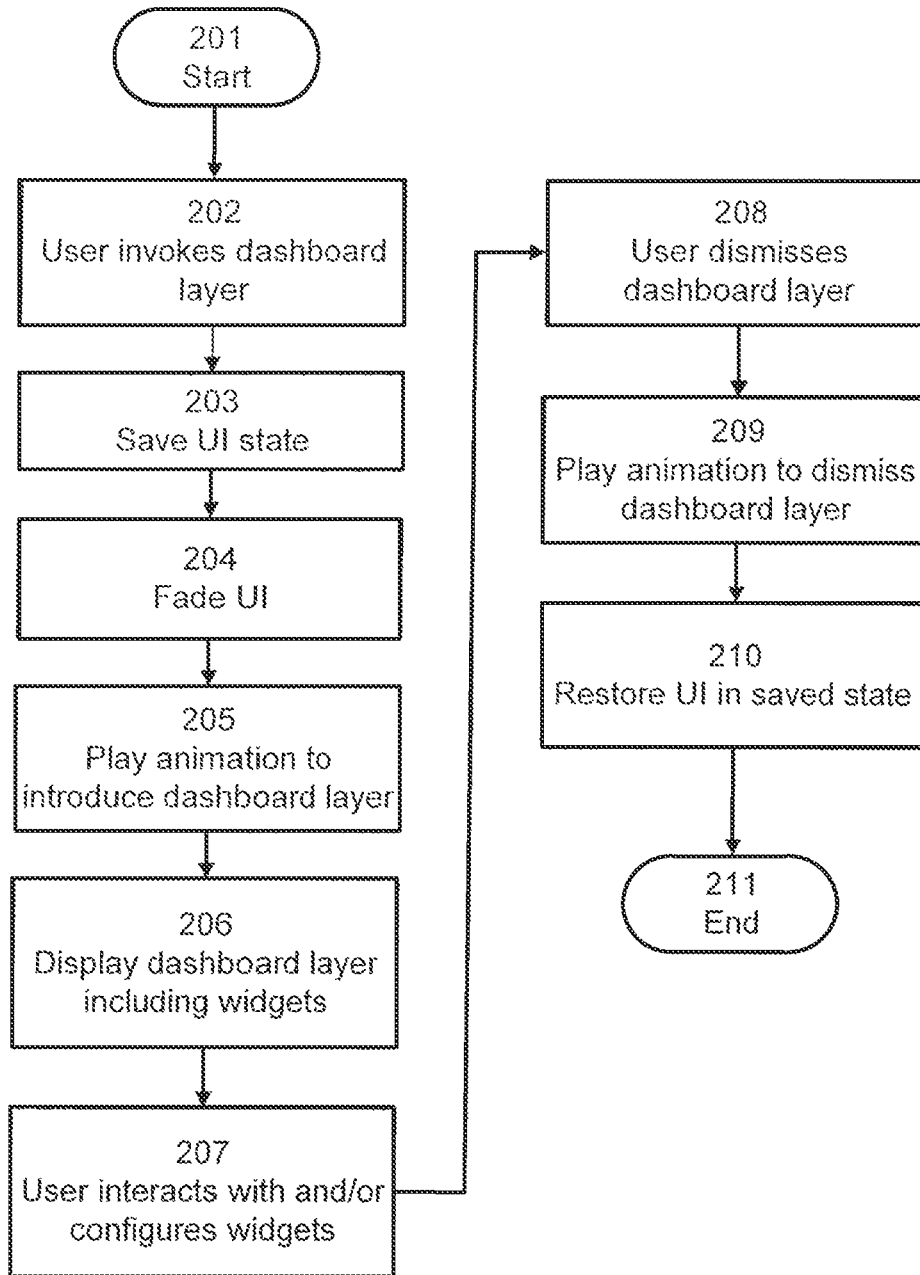 201
Start
202
User invokes dashboard
layer
203
Save UI state
204
Fade UI
205
Play animation to
introduce dashboard layer
206
Display dashboard layer
including widgets
207
User interacts with and/or
configures widgets
208
User dismisses
dashboard layer
209
Play animation to dismiss
dashboard layer
210
Restore UI in saved state
211
End